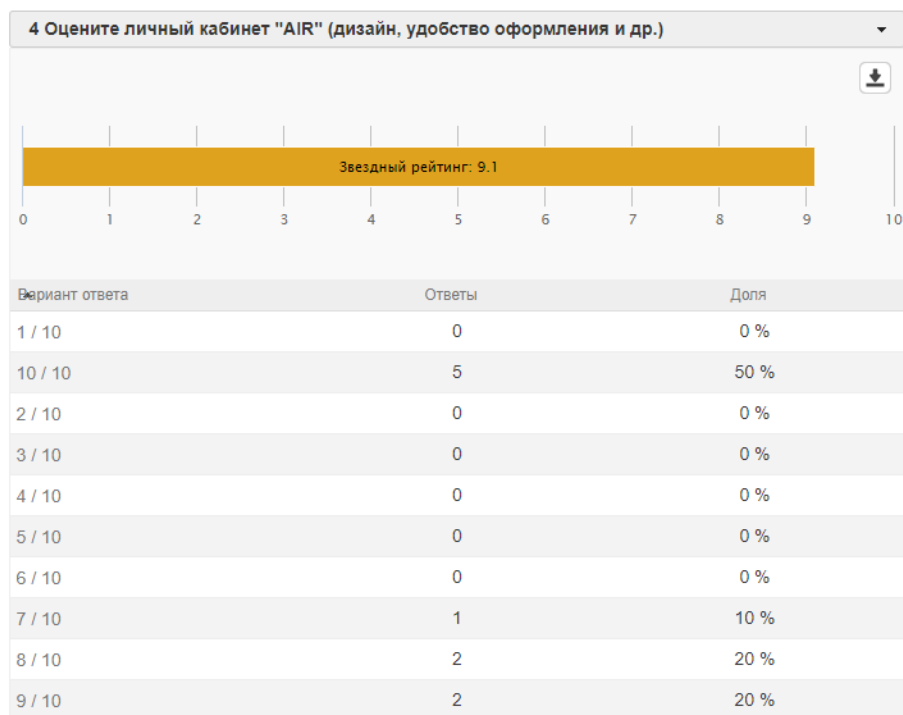 4 Оцените личный кабинет "AIR" (дизайн, удобство оформления и др.)
Звездный рейтинг: 9.1
0 1 2 3 4 5 6 7 8 9 10
Вариант ответа Ответы Доля
1 / 10 0 0 %
10 / 10 5 50 %
2 / 10 0 0 %
3 / 10 0 0 %
4 / 10 0 0 %
5 / 10 0 0 %
6 / 10 0 0 %
7 / 10 1 10 %
8 / 10 2 20 %
9 / 10 2 20 %